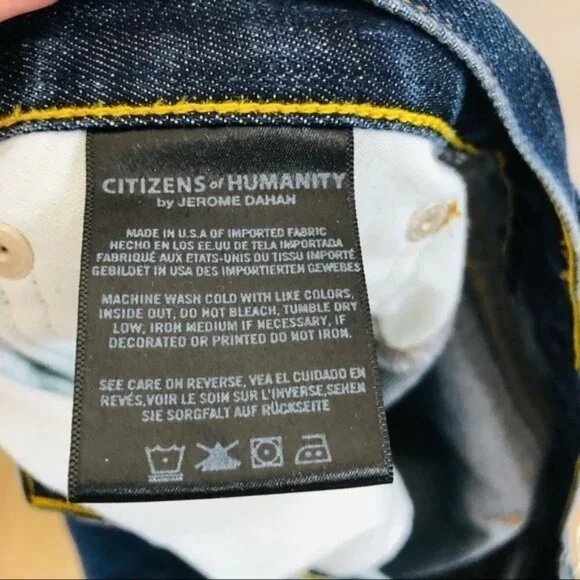 CITIZENS of HUMANITY
by JEROME DAHAN
MADE IN U.S.A OF IMPORTED FABRIC
HECHO EN LOS EE.UU DE TELA IMPORTADA
FABRIQUÉ AUX ETATS-UNIS DU TISSU IMPORTÉ
GEBILDET IN USA DES IMPORTIERTEN GEWEBES
MACHINE WASH COLD WITH LIKE COLORS,
INSIDE OUT, DO NOT BLEACH, TUMBLE DRY
LOW, IRON MEDIUM IF NECESSARY, IF
DECORATED OR PRINTED DO NOT IRON.
SEE CARE ON REVERSE, VEA EL CUIDADO EN
REVÉS,VOIR LE SOIN SUR L'INVERSE,SEHEN
SIE SORGFALT AUF RÜCKSEITE